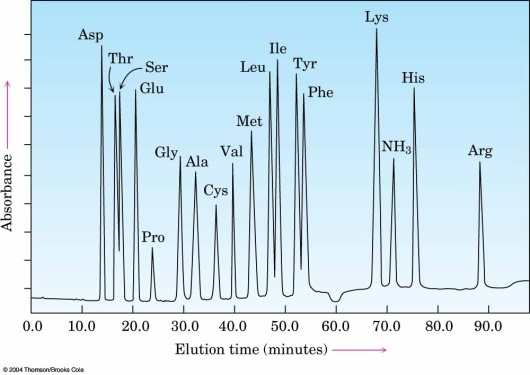 Asp
Thr
Ser
Glu
Pro
Gly
Ala
Cys
Val
Met
Leu
Ile
Tyr
Phe
Lys
NH₃
His
Arg
Absorbance
0.0 10.0 20.0 30.0 40.0 50.0 60.0 70.0 80.0 90.0
Elution time (minutes)
© 2004 Thomson/Brooks Cole